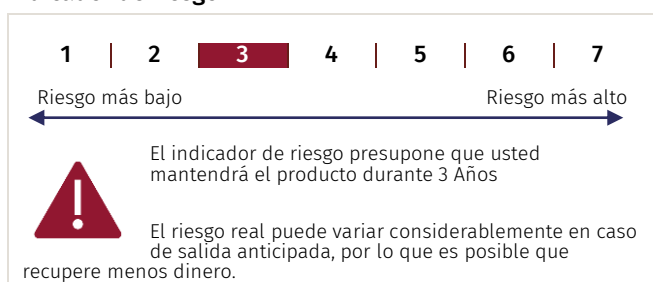 1 2 3 4 5 6 7
Riesgo más bajo Riesgo más alto
El indicador de riesgo presupone que usted
mantendrá el producto durante 3 Años
El riesgo real puede variar considerablemente en caso
de salida anticipada, por lo que es posible que
recupere menos dinero.